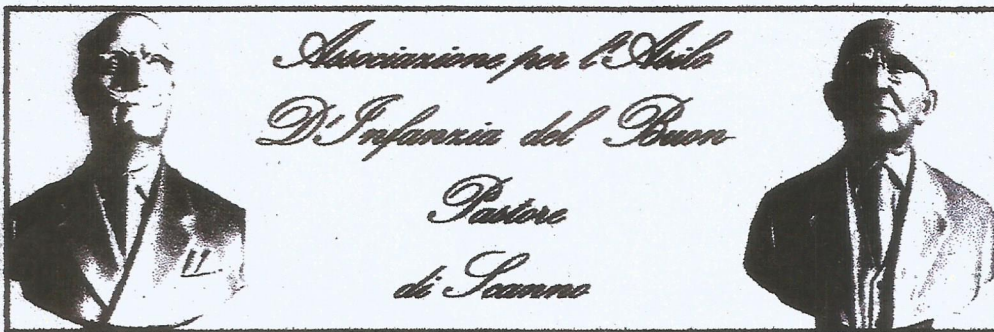 Associazione per l'Asilo
D'Infanzia del Buon
Pastore
di Scanno